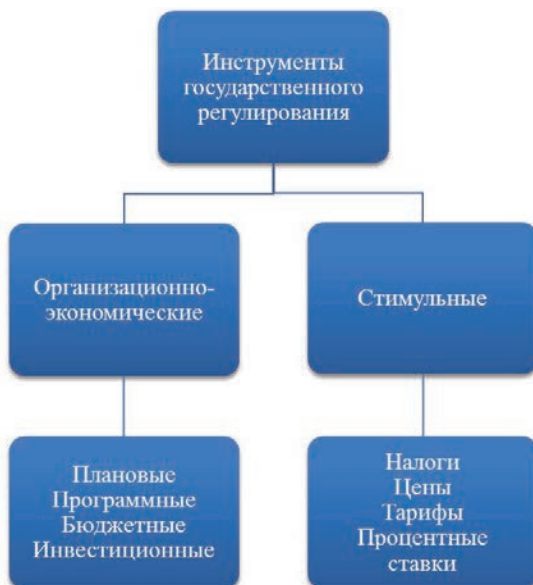 Инструменты
государственного
регулирования
Организационно-
экономические
Стимульные
Плановые
Программные
Бюджетные
Инвестиционные
Налоги
Цены
Тарифы
Процентные
ставки